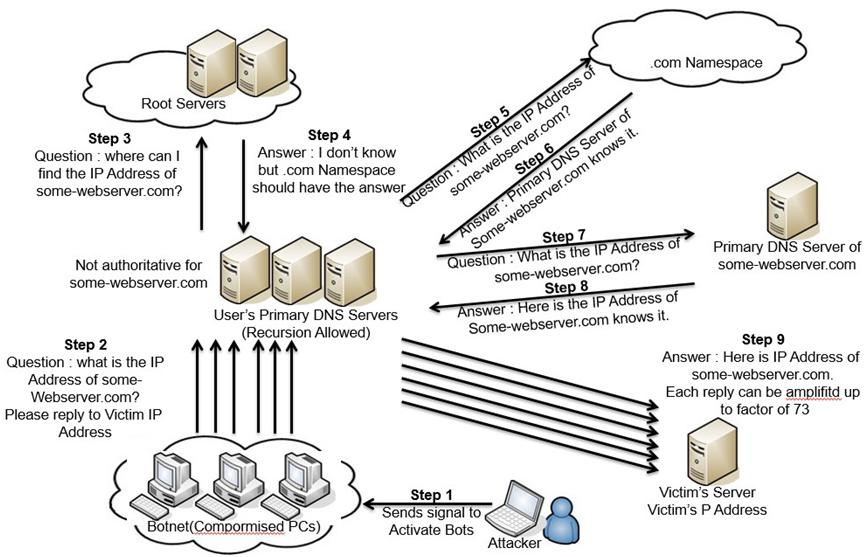 Root Servers
.com Namespace
Step 3
Question : where can I
find the IP Address of
some-webserver.com?
Step 4
Answer : I don't know
but .com Namespace
should have the answer
Step 5
Question : What is the IP Address of
some-webserver.com?
Step 6
Answer : Primary DNS Server of
Some-webserver.com knows it.
Step 7
Question : What is the IP Address of
some-webserver.com?
Primary DNS Server of
some-webserver.com
Step 8
Answer : Here is the IP Address of
Some-webserver.com knows it.
Not authoritative for
some-webserver.com
User's Primary DNS Servers
(Recursion Allowed)
Step 2
Question : what is the IP
Address of some-
Webserver.com?
Please reply to Victim IP
Address
Step 9
Answer : Here is IP Address of
some-webserver.com.
Each reply can be amplifitd up
to factor of 73
Victim's Server
Victim's P Address
Botnet(Compormised PCs)
Step 1
Sends signal to
Activate Bots
Attacker